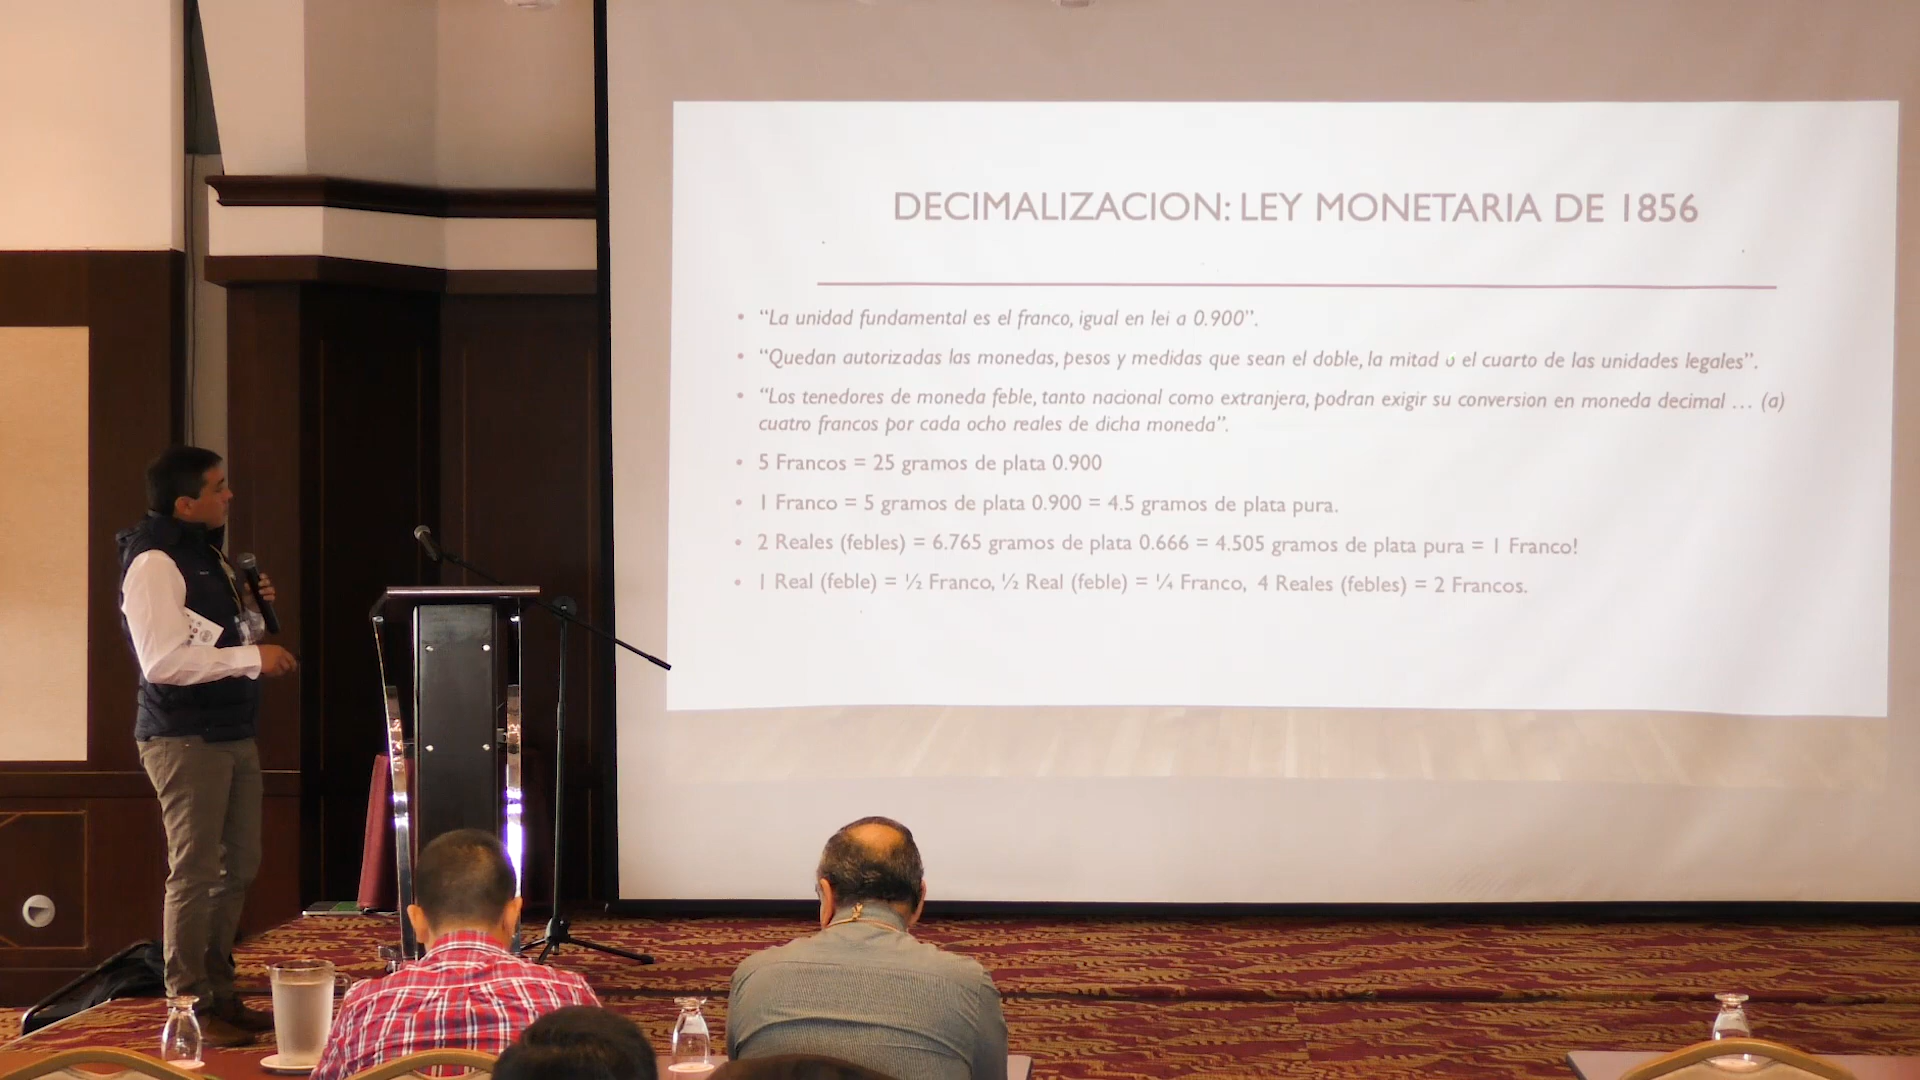 DECIMALIZACION: LEY MONETARIA DE 1856
• “La unidad fundamental es el franco, igual en lei a 0.900”.
• “Quedan autorizadas las monedas, pesos y medidas que sean el doble, la mitad ó el cuarto de las unidades legales”.
• “Los tenedores de moneda feble, tanto nacional como extranjera, podran exigir su conversion en moneda decimal … (a)
cuatro francos por cada ocho reales de dicha moneda”.
• 5 Francos = 25 gramos de plata 0.900
• 1 Franco = 5 gramos de plata 0.900 = 4.5 gramos de plata pura.
• 2 Reales (febles) = 6.765 gramos de plata 0.666 = 4.505 gramos de plata pura = 1 Franco!
• 1 Real (feble) = ½ Franco, ½ Real (feble) = ¼ Franco, 4 Reales (febles) = 2 Francos.